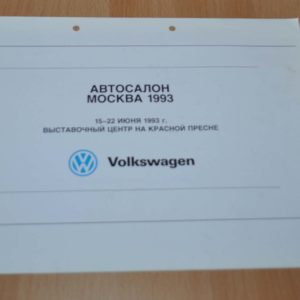 АВТОСАЛОН
МОСКВА 1993
15–22 ИЮНЯ 1993 г.
ВЫСТАВОЧНЫЙ ЦЕНТР НА КРАСНОЙ ПРЕСНЕ
Volkswagen